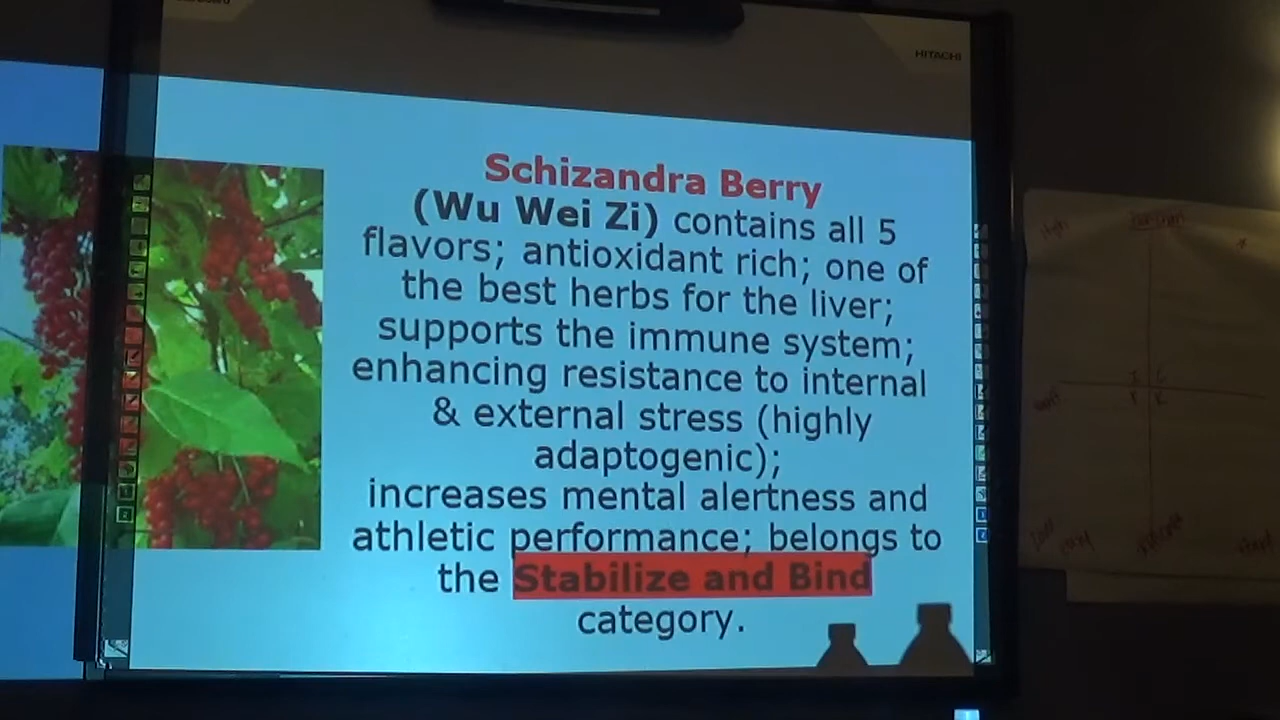 HITACHI
Schizandra Berry
(Wu Wei Zi) contains all 5
flavors; antioxidant rich; one of
the best herbs for the liver;
supports the immune system;
enhancing resistance to internal
& external stress (highly
adaptogenic);
increases mental alertness and
athletic performance; belongs to
the Stabilize and Bind
category.